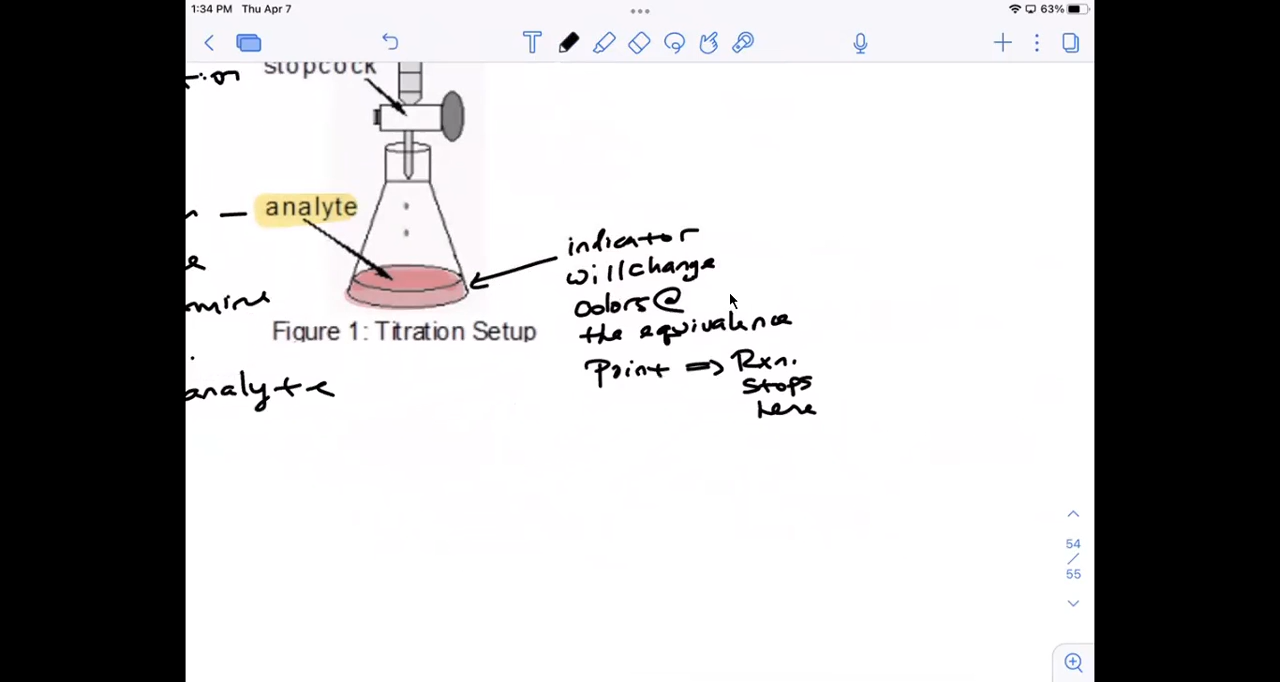 1:34 PM Thu Apr 7
63%
stopcock
analyte
indicator
will change
colors @
the equivalence
Point => Rxn.
stops
here
Figure 1: Titration Setup
analyte
54
/
55